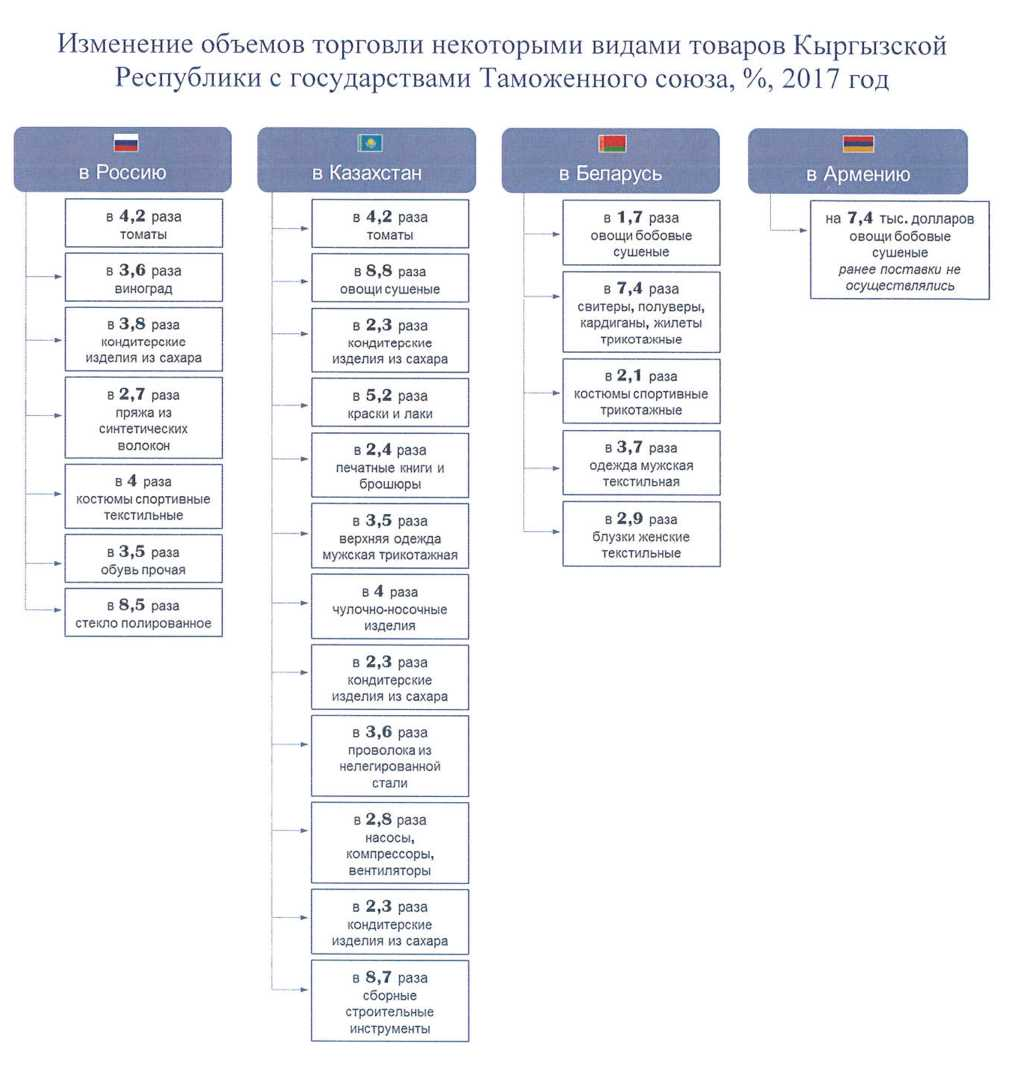 Изменение объемов торговли некоторыми видами товаров Кыргызской
Республики с государствами Таможенного союза, %, 2017 год
в Россию
в 4,2 раза
томаты
в 3,6 раза
виноград
в 3,8 раза
кондитерские
изделия из сахара
в 2,7 раза
пряжа из
синтетических
волокон
в 4 раза
костюмы спортивные
текстильные
в 3,5 раза
обувь прочая
в 8,5 раза
стекло полированное
в Казахстан
в 4,2 раза
томаты
в 8,8 раза
овощи сушеные
в 2,3 раза
кондитерские
изделия из сахара
в 5,2 раза
краски и лаки
в 2,4 раза
печатные книги и
брошюры
в 3,5 раза
верхняя одежда
мужская трикотажная
в 4 раза
чулочно-носочные
изделия
в 2,3 раза
кондитерские
изделия из сахара
в 3,6 раза
проволока из
нелегированной
стали
в 2,8 раза
насосы,
компрессоры,
вентиляторы
в 2,3 раза
кондитерские
изделия из сахара
в 8,7 раза
сборные
строительные
инструменты
в Беларусь
в 1,7 раза
овощи бобовые
сушеные
в 7,4 раза
свитеры, полуверы,
кардиганы, жилеты
трикотажные
в 2,1 раза
костюмы спортивные
трикотажные
в 3,7 раза
одежда мужская
текстильная
в 2,9 раза
блузки женские
текстильные
в Армению
на 7,4 тыс. долларов
овощи бобовые
сушеные
ранее поставки не
осуществлялись